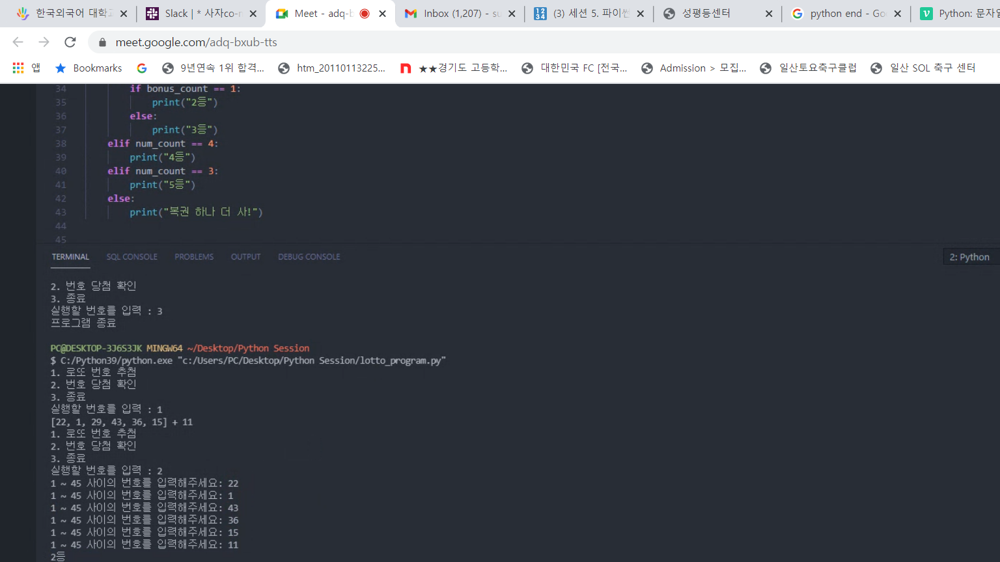 한국외국어 대학교
Slack | * 사자co-
Meet - adq-b
Inbox (1,207) - su
(3) 세션 5. 파이썬
성평등센터
python end - Go
Python: 문자열
meet.google.com/adq-bxub-tts
앱
Bookmarks
9년연속 1위 합격...
htm_20110113225...
★★경기도 고등학...
대한민국 FC [전국...
Admission > 모집...
일산토요축구클럽
일산 SOL 축구 센터
34 if bonus_count == 1:
35 print("2등")
36 else:
37 print("3등")
38 elif num_count == 4:
39 print("4등")
40 elif num_count == 3:
41 print("5등")
42 else:
43 print("복권 하나 더 사!")
44
45
TERMINAL SQL CONSOLE PROBLEMS OUTPUT DEBUG CONSOLE 2: Python
2. 번호 당첨 확인
3. 종료
실행할 번호를 입력 : 3
프로그램 종료
PC@DESKTOP-3J6S3JK MINGW64 ~/Desktop/Python Session
$ C:/Python39/python.exe "c:/Users/PC/Desktop/Python Session/lotto_program.py"
1. 로또 번호 추첨
2. 번호 당첨 확인
3. 종료
실행할 번호를 입력 : 1
[22, 1, 29, 43, 36, 15] + 11
1. 로또 번호 추첨
2. 번호 당첨 확인
3. 종료
실행할 번호를 입력 : 2
1 ~ 45 사이의 번호를 입력해주세요: 22
1 ~ 45 사이의 번호를 입력해주세요: 1
1 ~ 45 사이의 번호를 입력해주세요: 43
1 ~ 45 사이의 번호를 입력해주세요: 36
1 ~ 45 사이의 번호를 입력해주세요: 15
1 ~ 45 사이의 번호를 입력해주세요: 11
2등